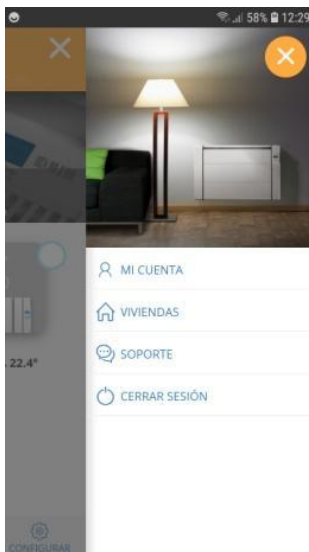 58% 12:29
MI CUENTA
VIVIENDAS
SOPORTE
CERRAR SESIÓN
22.4°
CONFIGURAR